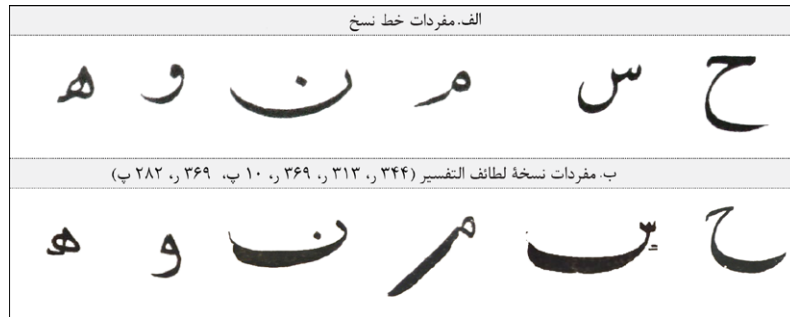 الف. مفردات خط نسخ
ح س م ن و ه
ب. مفردات نسخهٔ لطائف التفسیر (۳۴۴ ر، ۳۱۳ ر، ۳۶۹ ر، ۱۰ پ، ۳۶۹ ر، ۲۸۲ پ)
ح س م ن و ه